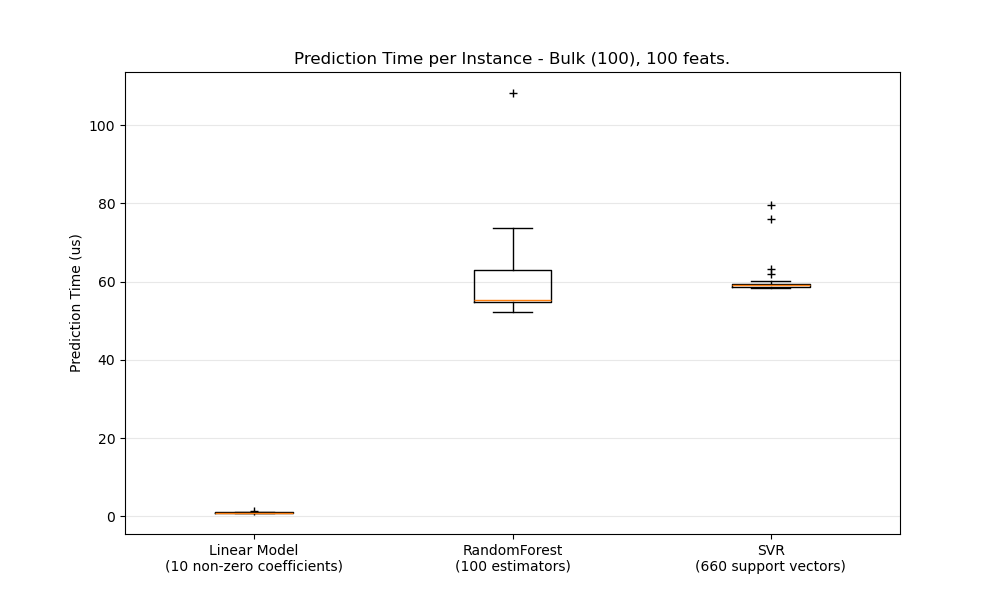 Prediction Time per Instance - Bulk (100), 100 feats.
Prediction Time (us)
100
80
60
40
20
0
Linear Model
(10 non-zero coefficients)
RandomForest
(100 estimators)
SVR
(660 support vectors)